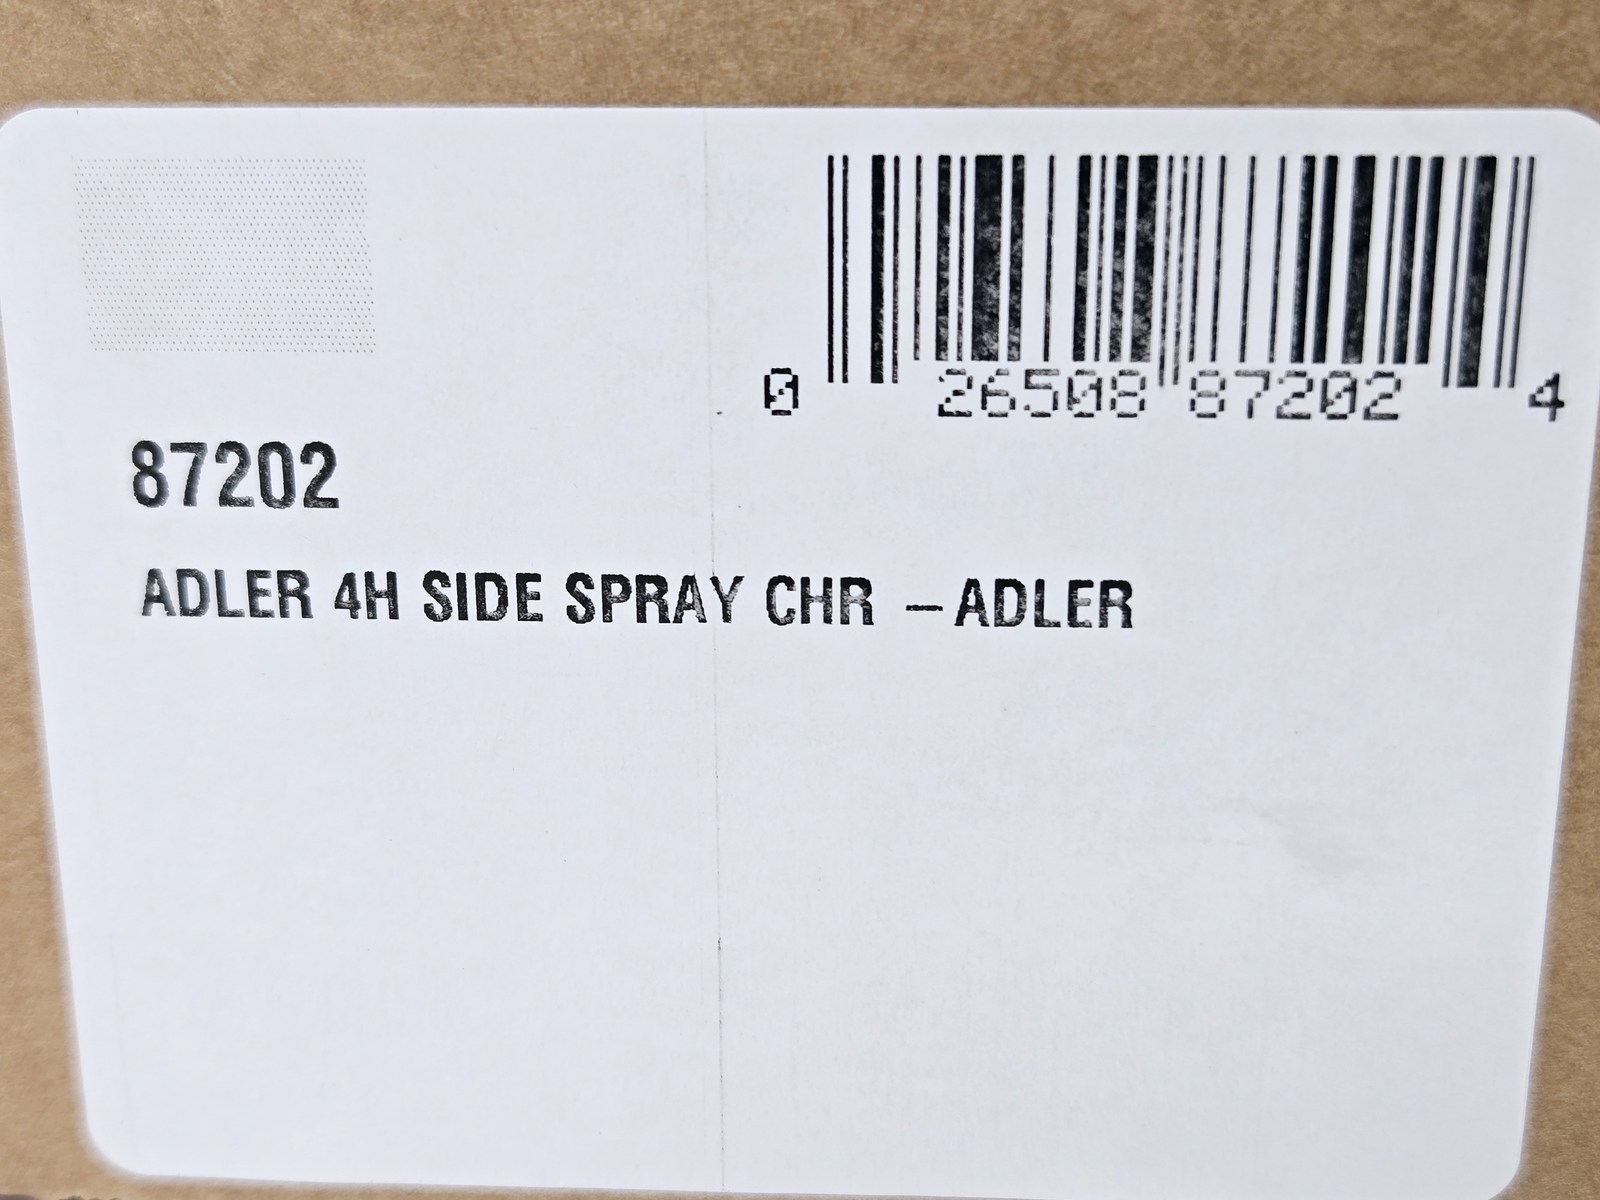 0 26508 87202 4
87202
ADLER 4H SIDE SPRAY CHR –ADLER